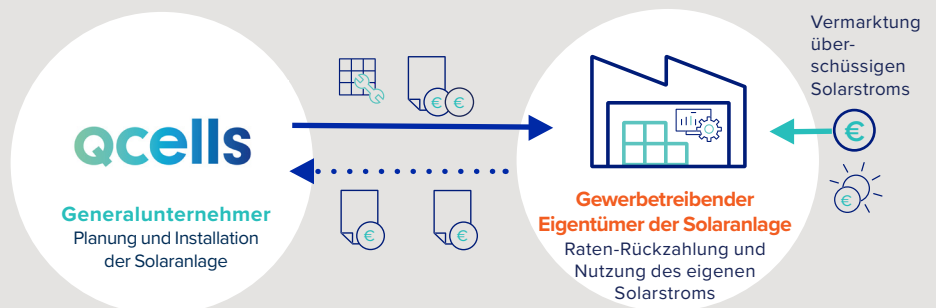 Qcells
Generalunternehmer
Planung und Installation
der Solaranlage
€ €
€
€
Gewerbetreibender
Eigentümer der Solaranlage
Raten-Rückzahlung und
Nutzung des eigenen
Solarstroms
Vermarktung
über-
schüssigen
Solarstroms
€
€